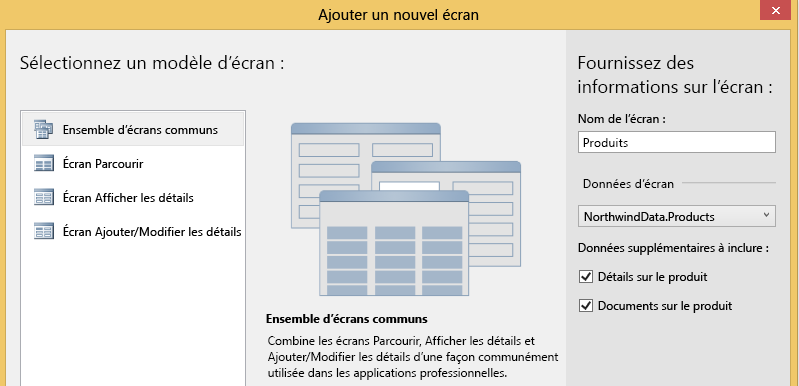 Ajouter un nouvel écran
Sélectionnez un modèle d'écran :
Ensemble d'écrans communs
Écran Parcourir
Écran Afficher les détails
Écran Ajouter/Modifier les détails
Ensemble d'écrans communs
Combine les écrans Parcourir, Afficher les détails et
Ajouter/Modifier les détails d'une façon communément
utilisée dans les applications professionnelles.
Fournissez des
informations sur l'écran :
Nom de l'écran :
Produits
Données d'écran
NorthwindData.Products
Données supplémentaires à inclure :
Détails sur le produit
Documents sur le produit